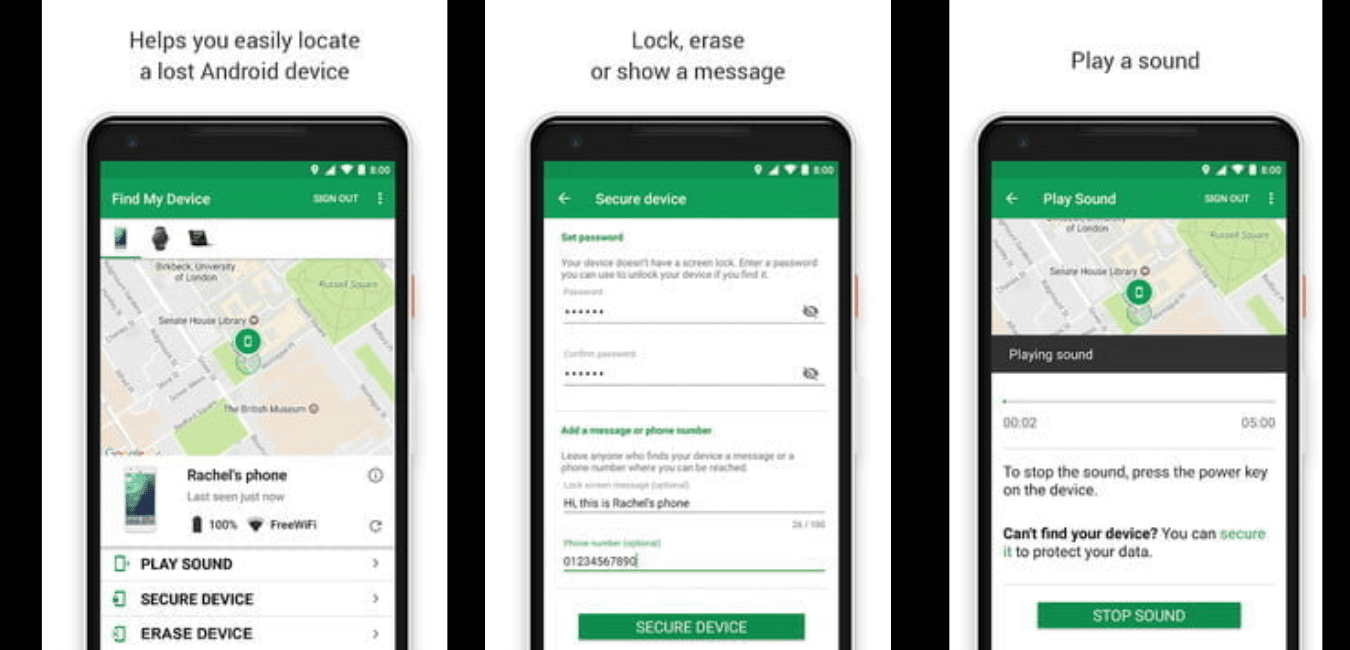 Helps you easily locate
a lost Android device
8:00
Find My Device
SIGN OUT
Birkbeck, University
of London
Russell Square
Senate House Library
The British Museum
Google
Rachel's phone
Last seen just now
100%
FreeWiFi
PLAY SOUND
SECURE DEVICE
ERASE DEVICE
Lock, erase
or show a message
8:00
Secure device
Set password
Your device doesn't have a screen lock. Enter a password
you can use to unlock your device if you find it.
Password
Confirm password
Add a message or phone number
Leave anyone who finds your device a message or a
phone number where you can be reached.
Lock screen message (optional)
Hi, this is Rachel's phone
26 / 100
Phone number (optional)
01234567890
SECURE DEVICE
Play a sound
8:00
Play Sound
SIGN OUT
of London
Russell Square
Senate House Library
Playing sound
00:02
05:00
To stop the sound, press the power key
on the device.
Can't find your device? You can secure
it to protect your data.
STOP SOUND